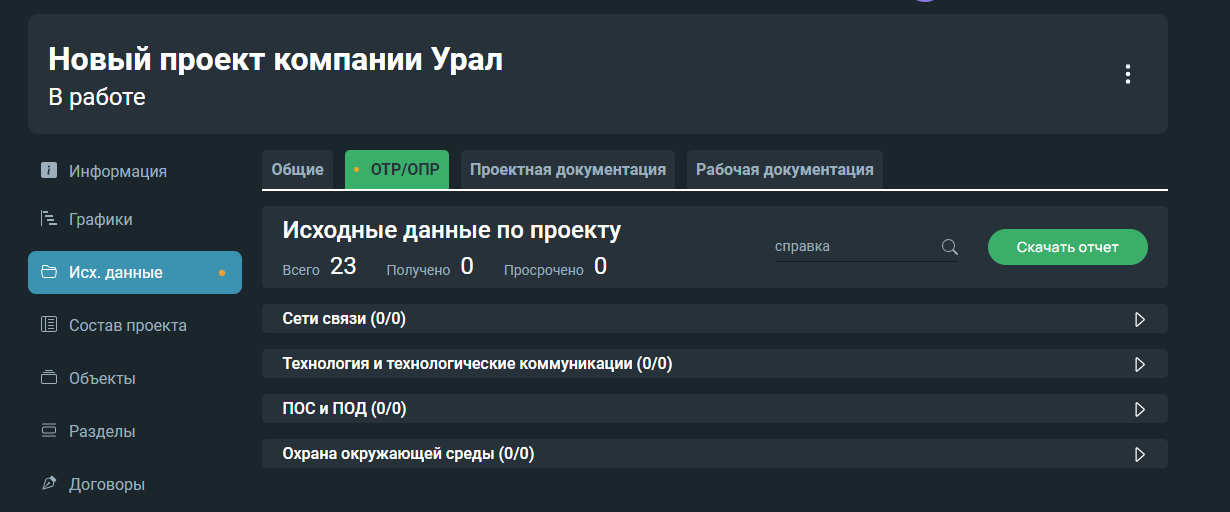 Новый проект компании Урал
В работе
Информация
Графики
Исх. данные
Состав проекта
Объекты
Разделы
Договоры
Общие
ОТР/ОПР
Проектная документация
Рабочая документация
Исходные данные по проекту
Всего 23 Получено 0 Просрочено 0
справка
Скачать отчет
Сети связи (0/0)
Технология и технологические коммуникации (0/0)
ПОС и ПОД (0/0)
Охрана окружающей среды (0/0)